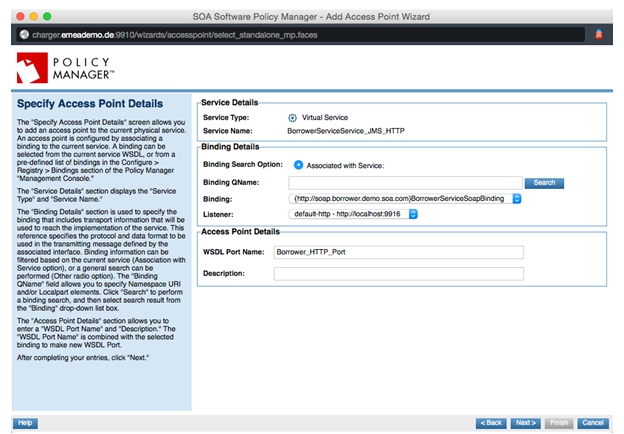 SOA Software Policy Manager - Add Access Point Wizard
charger.emeademo.de:9910/wizards/accesspoint/select_standalone_mp.faces
POLICY
MANAGER™
Specify Access Point Details
The "Specify Access Point Details" screen allows you
to add an access point to the current physical service.
An access point is configured by associating a
binding to the current service. A binding can be
selected from the current service WSDL, or from a
pre-defined list of bindings in the Configure >
Registry > Bindings section of the Policy Manager
"Management Console."
The "Service Details" section displays the "Service
Type" and "Service Name."
The "Binding Details" section is used to specify the
binding that includes transport information that will be
used to reach the implementation of the service. This
reference specifies the protocol and data format to be
used in the transmitting message defined by the
associated interface. Binding information can be
filtered based on the current service (Association with
Service option), or a general search can be
performed (Other radio option). The "Binding
QName" field allows you to specify Namespace URI
and/or Localpart elements. Click "Search" to perform
a binding search, and then select search result from
the "Binding" drop-down list box.
The "Access Point Details" section allows you to
enter a "WSDL Port Name" and "Description." The
"WSDL Port Name" is combined with the selected
binding to make new WSDL Port.
After completing your entries, click "Next."
Service Details
Service Type: Virtual Service
Service Name: BorrowerServiceService_JMS_HTTP
Binding Details
Binding Search Option: Associated with Service:
Binding QName: Search
Binding: {http://soap.borrower.demo.soa.com}BorrowerServiceSoapBinding
Listener: default-http - http://localhost:9916
Access Point Details
WSDL Port Name: Borrower_HTTP_Port
Description:
Help < Back Next > Finish Cancel